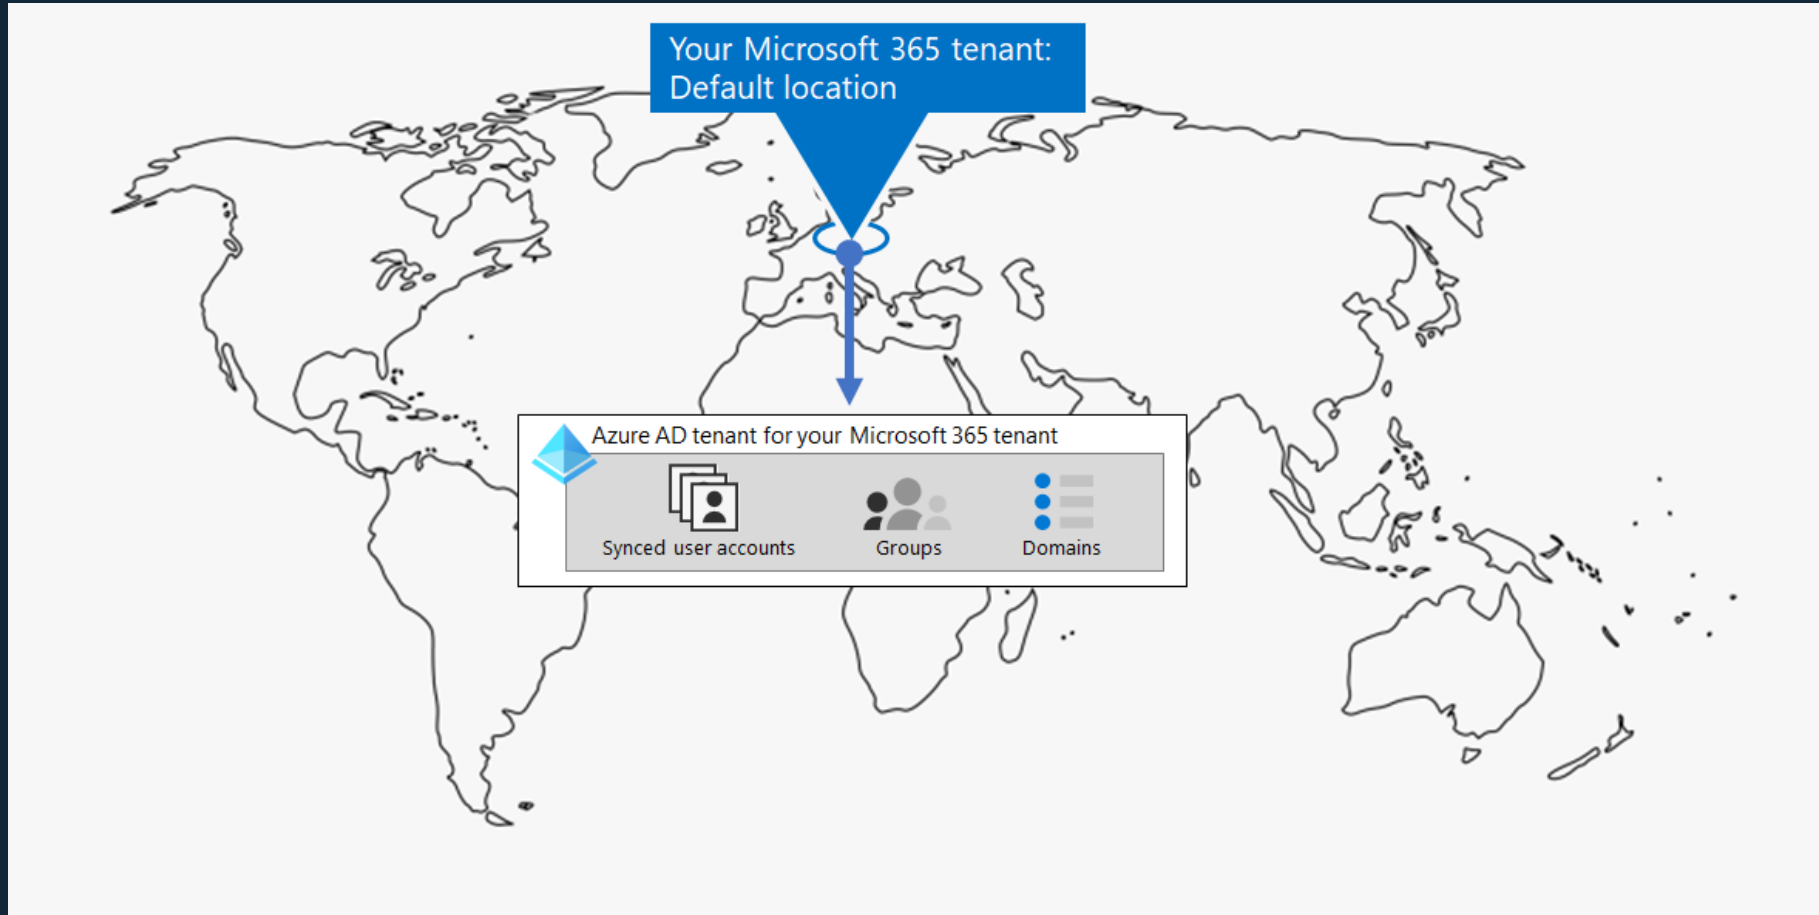 Your Microsoft 365 tenant:
Default location
Azure AD tenant for your Microsoft 365 tenant
Synced user accounts
Groups
Domains